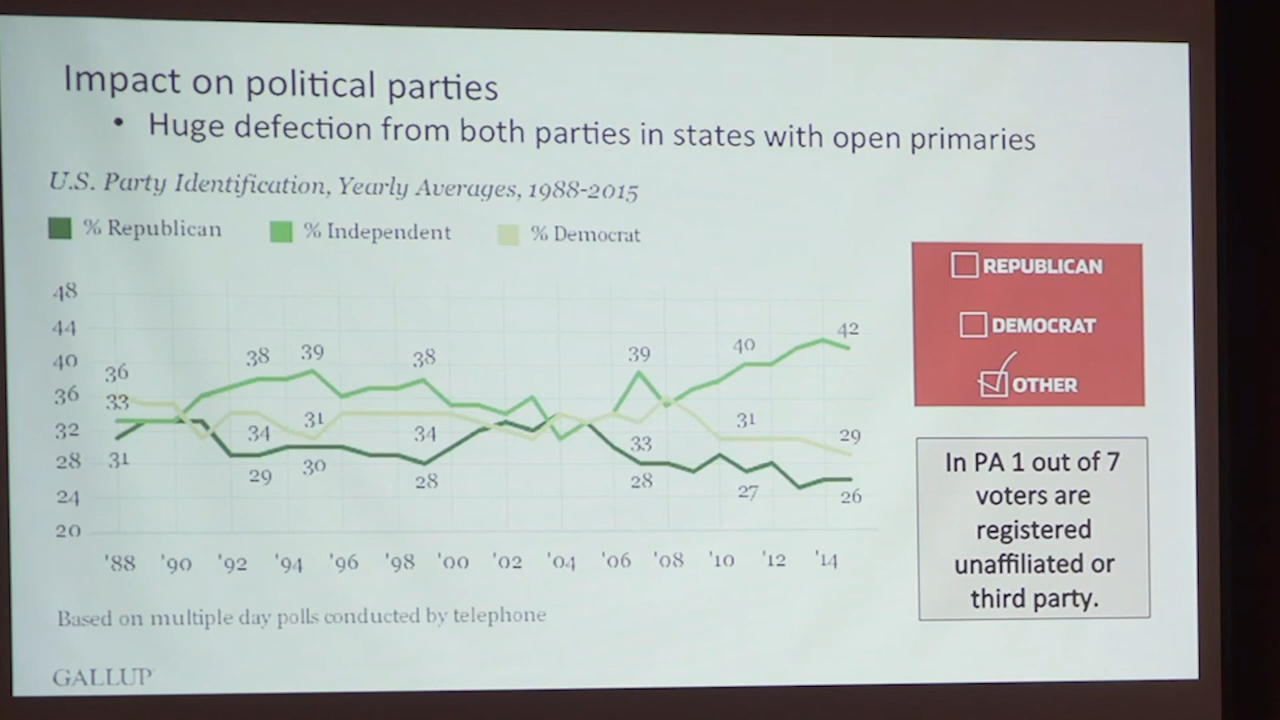 Impact on political parties
• Huge defection from both parties in states with open primaries
U.S. Party Identification, Yearly Averages, 1988-2015
% Republican % Independent % Democrat
48
44
40
36
32
28
24
20
36
33
31
38
34
29
39
31
30
38
34
28
39
33
28
40
31
27
42
29
26
'88 '90 '92 '94 '96 '98 '00 '02 '04 '06 '08 '10 '12 '14
Based on multiple day polls conducted by telephone
GALLUP
REPUBLICAN
DEMOCRAT
OTHER
In PA 1 out of 7
voters are
registered
unaffiliated or
third party.